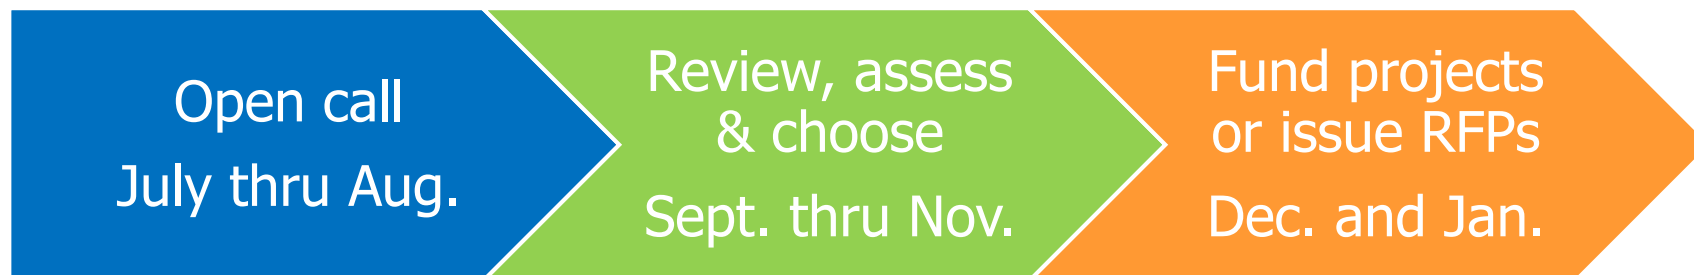 Open call
July thru Aug.
Review, assess
& choose
Sept. thru Nov.
Fund projects
or issue RFPs
Dec. and Jan.